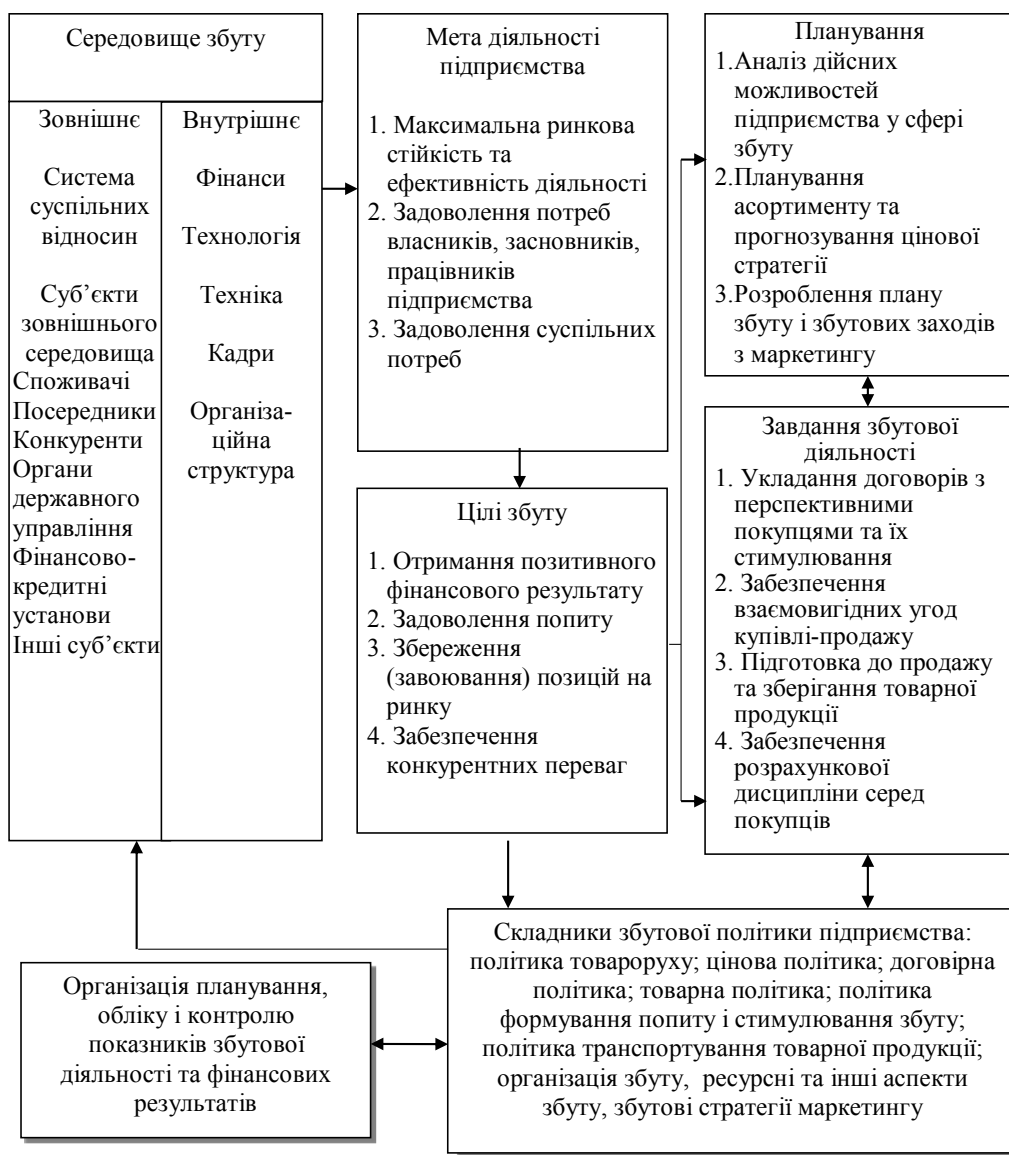 Середовище збуту
Зовнішнє
Система
суспільних
відносин
Суб’єкти
зовнішнього
середовища
Споживачі
Посередники
Конкуренти
Органи
державного
управління
Фінансово-
кредитні
установи
Інші суб’єкти
Внутрішнє
Фінанси
Технологія
Техніка
Кадри
Організа-
ційна
структура
Мета діяльності
підприємства
1. Максимальна ринкова
стійкість та
ефективність діяльності
2. Задоволення потреб
власників, засновників,
працівників
підприємства
3. Задоволення суспільних
потреб
Цілі збуту
1. Отримання позитивного
фінансового результату
2. Задоволення попиту
3. Збереження
(завоювання) позицій на
ринку
4. Забезпечення
конкурентних переваг
Планування
1.Аналіз дійсних
можливостей
підприємства у сфері
збуту
2.Планування
асортименту та
прогнозування цінової
стратегії
3.Розроблення плану
збуту і збутових заходів
з маркетингу
Завдання збутової
діяльності
1. Укладання договорів з
перспективними
покупцями та їх
стимулювання
2. Забезпечення
взаємовигідних угод
купівлі-продажу
3. Підготовка до продажу
та зберігання товарної
продукції
4. Забезпечення
розрахункової
дисципліни серед
покупців
Складники збутової політики підприємства:
політика товароруху; цінова політика; договірна
політика; товарна політика; політика
формування попиту і стимулювання збуту;
політика транспортування товарної продукції;
організація збуту, ресурсні та інші аспекти
збуту, збутові стратегії маркетингу
Організація планування,
обліку і контролю
показників збутової
діяльності та фінансових
результатів